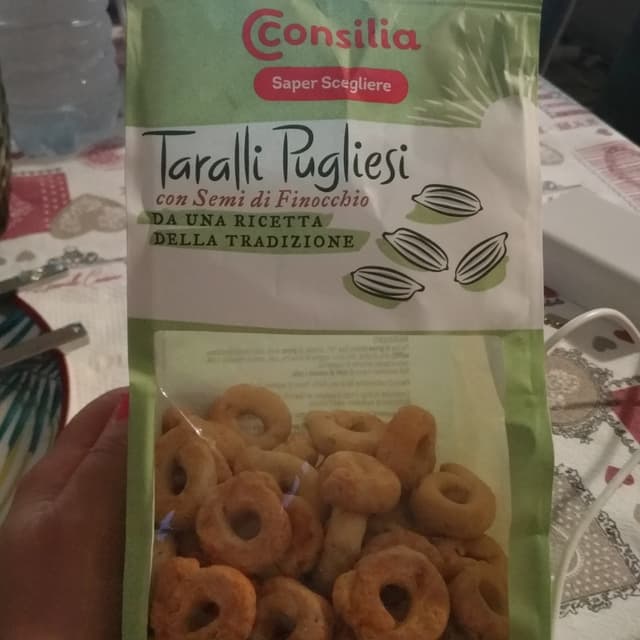 Consilia
Saper Scegliere
Taralli Pugliesi
con Semi di Finocchio
DA UNA RICETTA
DELLA TRADIZIONE